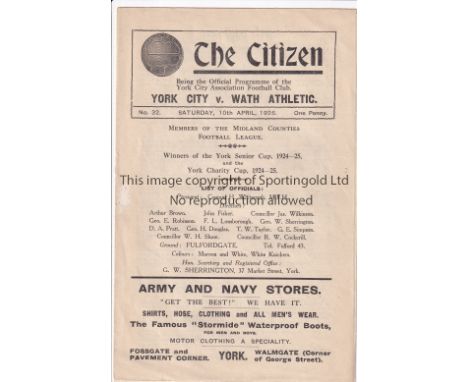 The Citizen
Being the Official Programme of the
York City Association Football Club.
YORK CITY v. WATH ATHLETIC.
No. 22. SATURDAY, 10th APRIL, 1926. One Penny.
MEMBERS OF THE MIDLAND COUNTIES
FOOTBALL LEAGUE.
Winners of the York Senior Cup, 1924-25.
and the
York Charity Cup, 1924-25.
This image is copyright of Sportingold Limited
LIST OF OFFICIALS:
No reproduction allowed
Directors:
Arthur Brown. John Fisher. Councillor Jas. Wilkinson.
Geo. E. Robinson. F. L. Lomborough. Geo. W. Sherrington.
D. A. Pratt. Geo. H. Douglas. T. W. Taylor. G. E. Simpson.
Councillor W. H. Shaw. Councillor R. W. Cockerill.
Ground: FULFORDGATE. Tel. Fulford 43.
Colours: Maroon and White, White Knickers.
Hon. Secretary and Registered Office:
G. W. SHERRINGTON, 37 Market Street, York.
ARMY AND NAVY STORES.
"GET THE BEST!" WE HAVE IT.
SHIRTS, HOSE, CLOTHING and ALL MEN'S WEAR.
The Famous "Stormide" Waterproof Boots,
FOR MEN AND BOYS.
MOTOR CLOTHING A SPECIALITY.
FOSSGATE and
PAVEMENT CORNER. YORK. WALMGATE (Corner
of George Street).